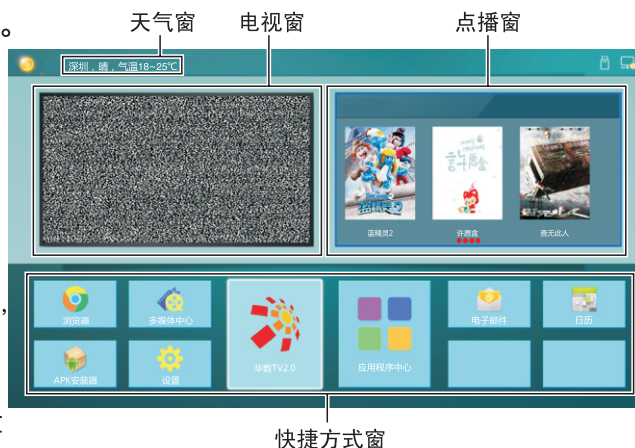 天气窗 电视窗 点播窗
。
深圳，晴，气温18~25℃
蓝精灵2 许愿盒 查无此人
浏览器 多媒体中心 电子邮件 日历
,
华数TV2.0 应用程序中心
APK安装器 设置
快捷方式窗